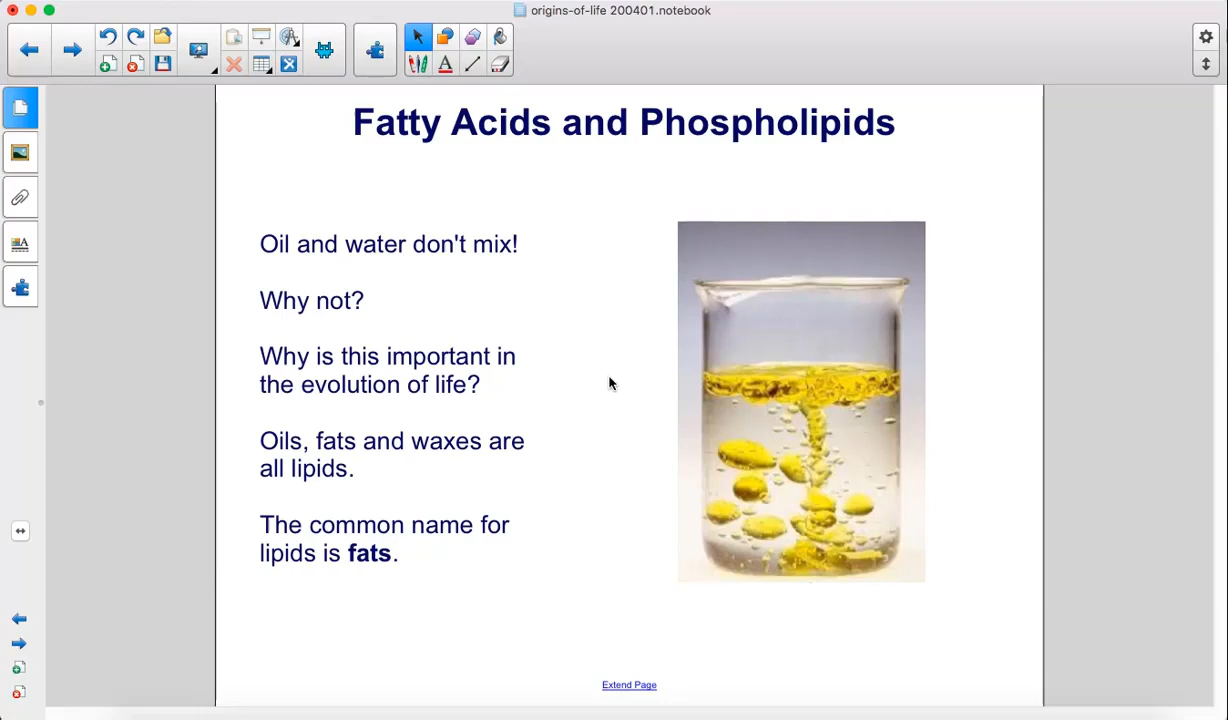 origins-of-life 200401.notebook
Fatty Acids and Phospholipids
Oil and water don't mix!
Why not?
Why is this important in
the evolution of life?
Oils, fats and waxes are
all lipids.
The common name for
lipids is fats.
Extend Page